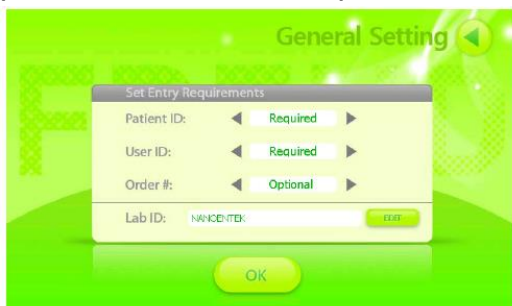 General Setting
Set Entry Requirements
Patient ID: Required
User ID: Required
Order #: Optional
Lab ID: NANOENTEK EDIT
OK